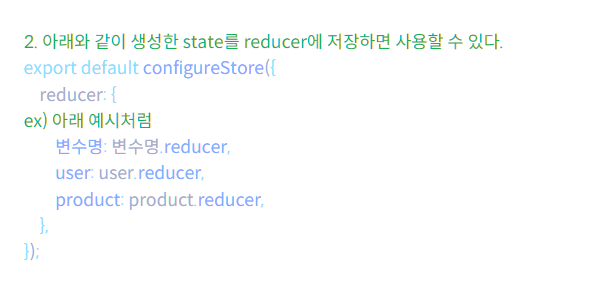 2. 아래와 같이 생성한 state를 reducer에 저장하면 사용할 수 있다.
export default configureStore({
reducer: {
ex) 아래 예시처럼
변수명: 변수명.reducer,
user: user.reducer,
product: product.reducer,
},
});